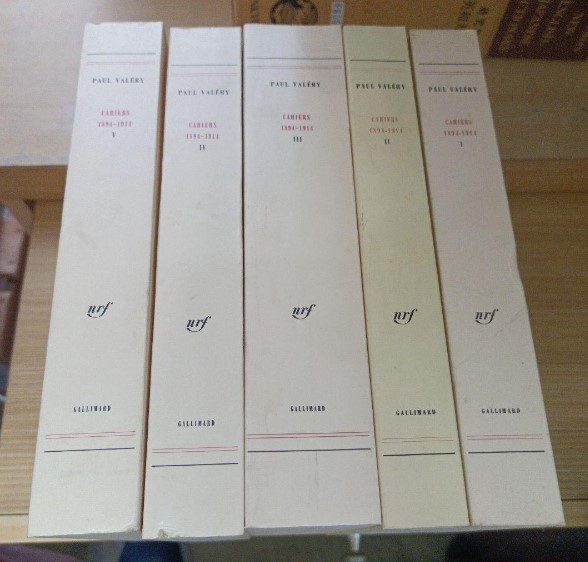 PAUL VALÉRY
CAHIERS
1894-1914
V
nrf
GALLIMARD
PAUL VALÉRY
CAHIERS
1894-1914
IV
nrf
GALLIMARD
PAUL VALÉRY
CAHIERS
1894-1914
III
nrf
GALLIMARD
PAUL VALÉRY
CAHIERS
1894-1914
II
nrf
GALLIMARD
PAUL VALÉRY
CAHIERS
1894-1914
I
nrf
GALLIMARD